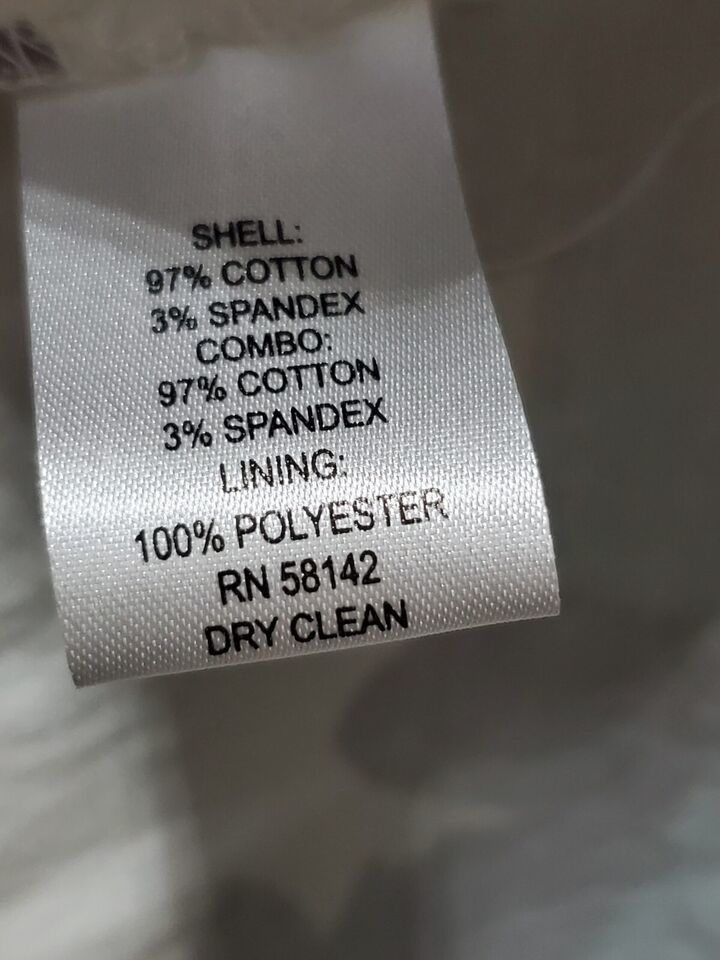 SHELL:
97% COTTON
3% SPANDEX
COMBO:
97% COTTON
3% SPANDEX
LINING:
100% POLYESTER
RN 58142
DRY CLEAN